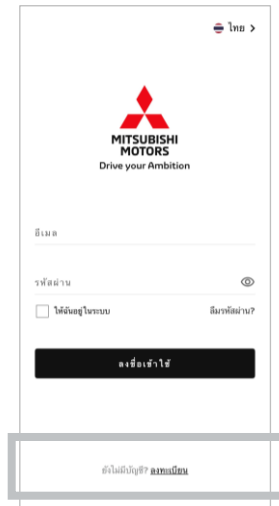 ไทย
MITSUBISHI
MOTORS
Drive your Ambition
อีเมล
รหัสผ่าน
ให้ฉันอยู่ในระบบ
ลืมรหัสผ่าน?
ลงชื่อเข้าใช้
ยังไม่มีบัญชี? ลงทะเบียน